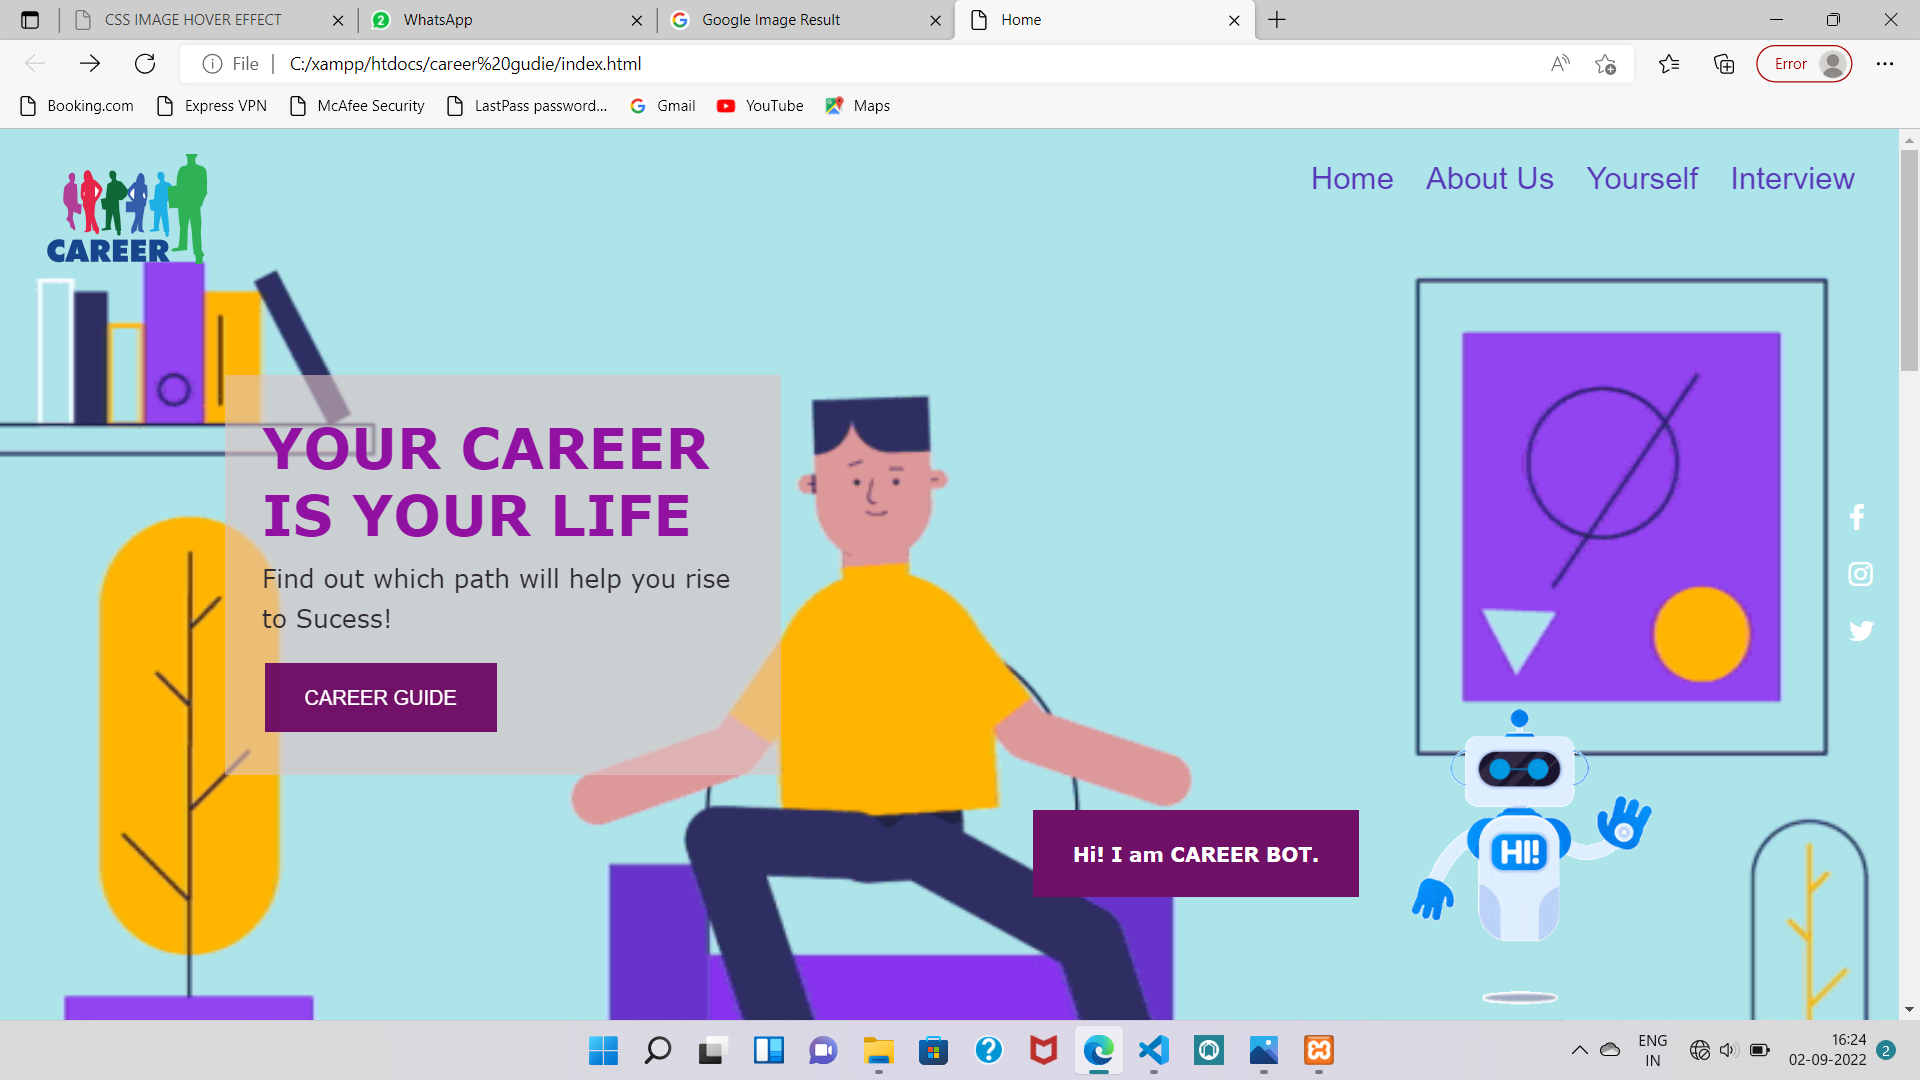 CSS IMAGE HOVER EFFECT
2
WhatsApp
Google Image Result
Home
File
C:/xampp/htdocs/career%20gudie/index.html
Error
Booking.com
Express VPN
McAfee Security
LastPass password...
Gmail
YouTube
Maps
CAREER
Home
About Us
Yourself
Interview
YOUR CAREER
IS YOUR LIFE
Find out which path will help you rise
to Sucess!
CAREER GUIDE
Hi! I am CAREER BOT.
HI!
ENG
IN
16:24
02-09-2022
2